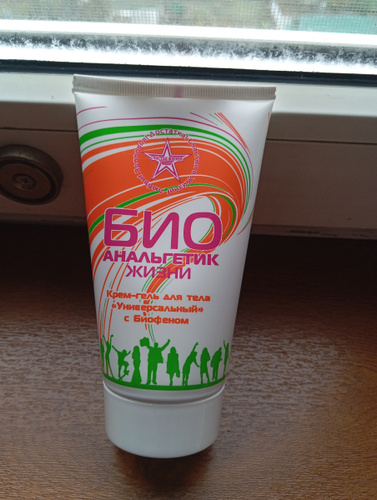 БИО
АНАЛЬГЕТИК
ЖИЗНИ
Крем-гель для тела
«Универсальный»
с Биофеном